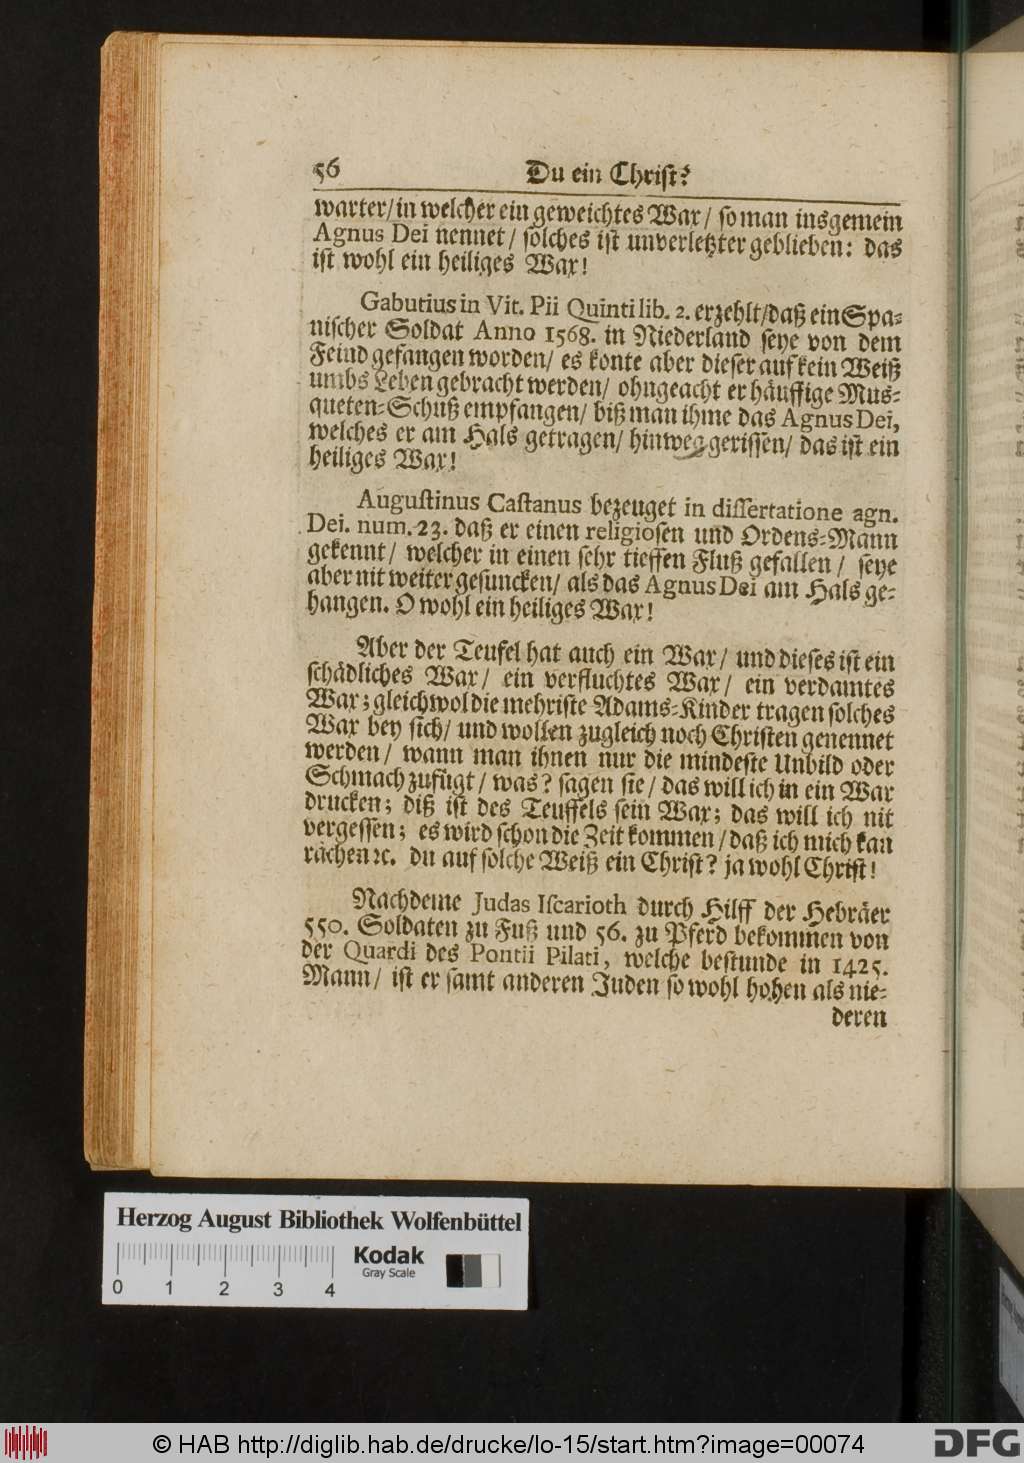 56 Du ein Christ?
warter/ in welcher ein geweichtes Wax/ so man insgemein
Agnus Dei nennet/ solches ist unverletzter geblieben: das
ist wohl ein heiliges Wax!
Gabutius in Vit. Pii Quinti lib. 2. erzehlt/ daß ein Spa-
nischer Soldat Anno 1568. in Niederland seye von dem
Feind gefangen worden/ es konte aber dieser auf kein Weiß
umbs Leben gebracht werden/ ohngeacht er häuffige Mus-
queten-Schuß empfangen/ biß man ihme das Agnus Dei,
welches er am Hals getragen/ hinweg gerissen/ das ist ein
heiliges Wax!
Augustinus Castanus bezeuget in dissertatione agn.
Dei. num. 23. daß er einen religiosen und Ordens-Mann
gekennt/ welcher in einen sehr tieffen Fluß gefallen/ seye
aber nit weiter gesuncken/ als das Agnus Dei am Hals ge-
hangen. O wohl ein heiliges Wax!
Aber der Teufel hat auch ein Wax/ und dieses ist ein
schädliches Wax/ ein verfluchtes Wax/ ein verdamtes
Wax; gleichwol die mehriste Adams-Kinder tragen solches
Wax bey sich/ und wollen zugleich noch Christen genennet
werden/ wann man ihnen nur die mindeste Unbild oder
Schmach zufügt/ was? sagen sie/ das will ich in ein Wax
drucken; diß ist des Teuffels sein Wax; das will ich nit
vergessen; es wird schon die Zeit kommen/ daß ich mich kan
rächen ꝛc. du auf solche Weiß ein Christ? ja wohl Christ!
Nachdeme Judas Iscarioth durch Hilff der Hebräer
550. Soldaten zu Fuß und 56. zu Pferd bekommen von
der Quardi des Pontii Pilati, welche bestunde in 1425.
Mann/ ist er samt anderen Juden so wohl hohen als nie-
deren
Herzog August Bibliothek Wolfenbüttel
Kodak
Gray Scale
0 1 2 3 4
© HAB http://diglib.hab.de/drucke/lo-15/start.htm?image=00074
DFG